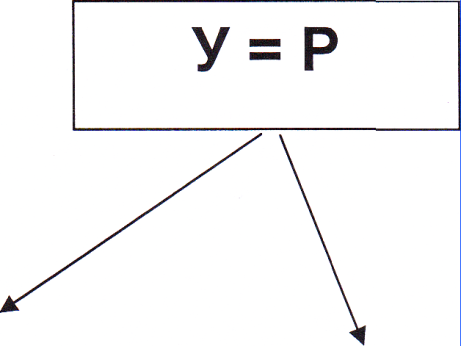 У = Р